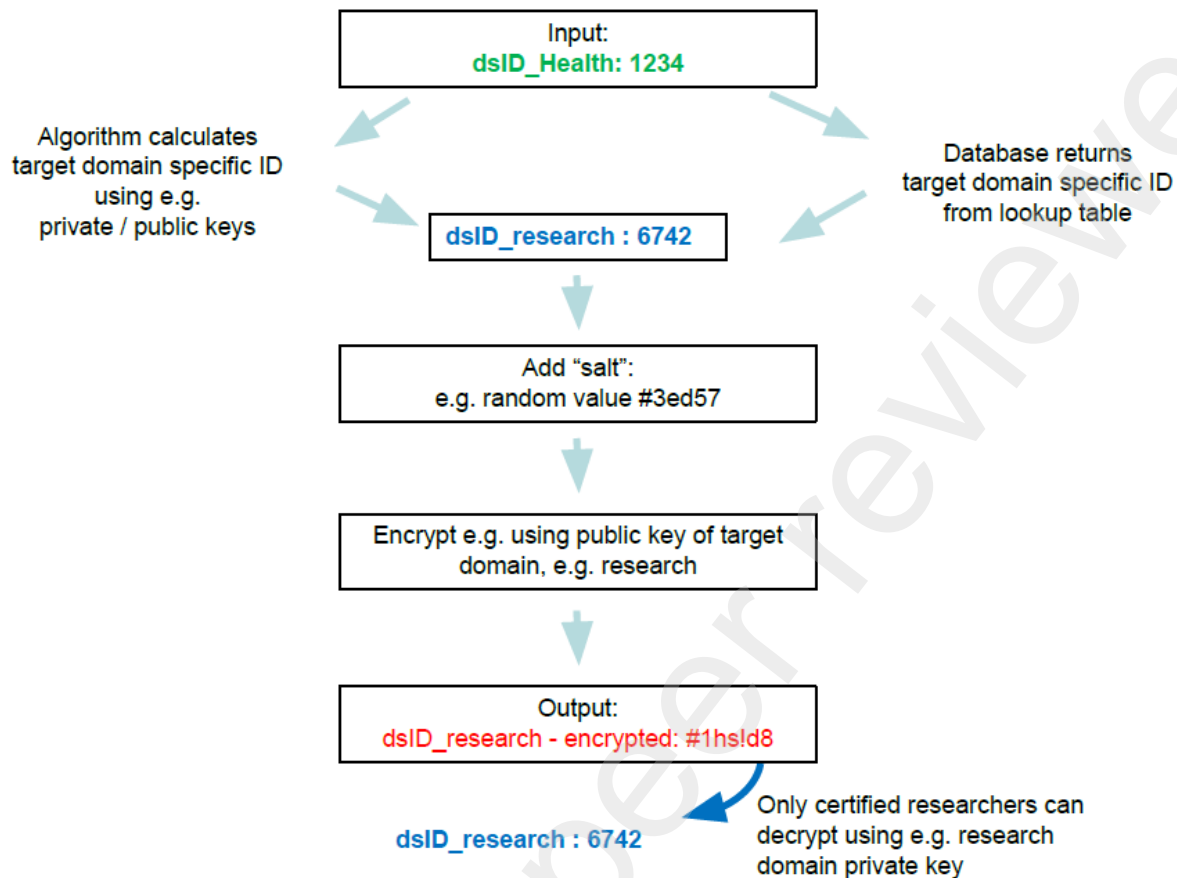 Input:
dsID_Health: 1234
Algorithm calculates
target domain specific ID
using e.g.
private / public keys
Database returns
target domain specific ID
from lookup table
dsID_research : 6742
Add “salt”:
e.g. random value #3ed57
Encrypt e.g. using public key of target
domain, e.g. research
Output:
dsID_research - encrypted: #1hs!d8
Only certified researchers can
decrypt using e.g. research
domain private key
dsID_research : 6742
peer reviewe